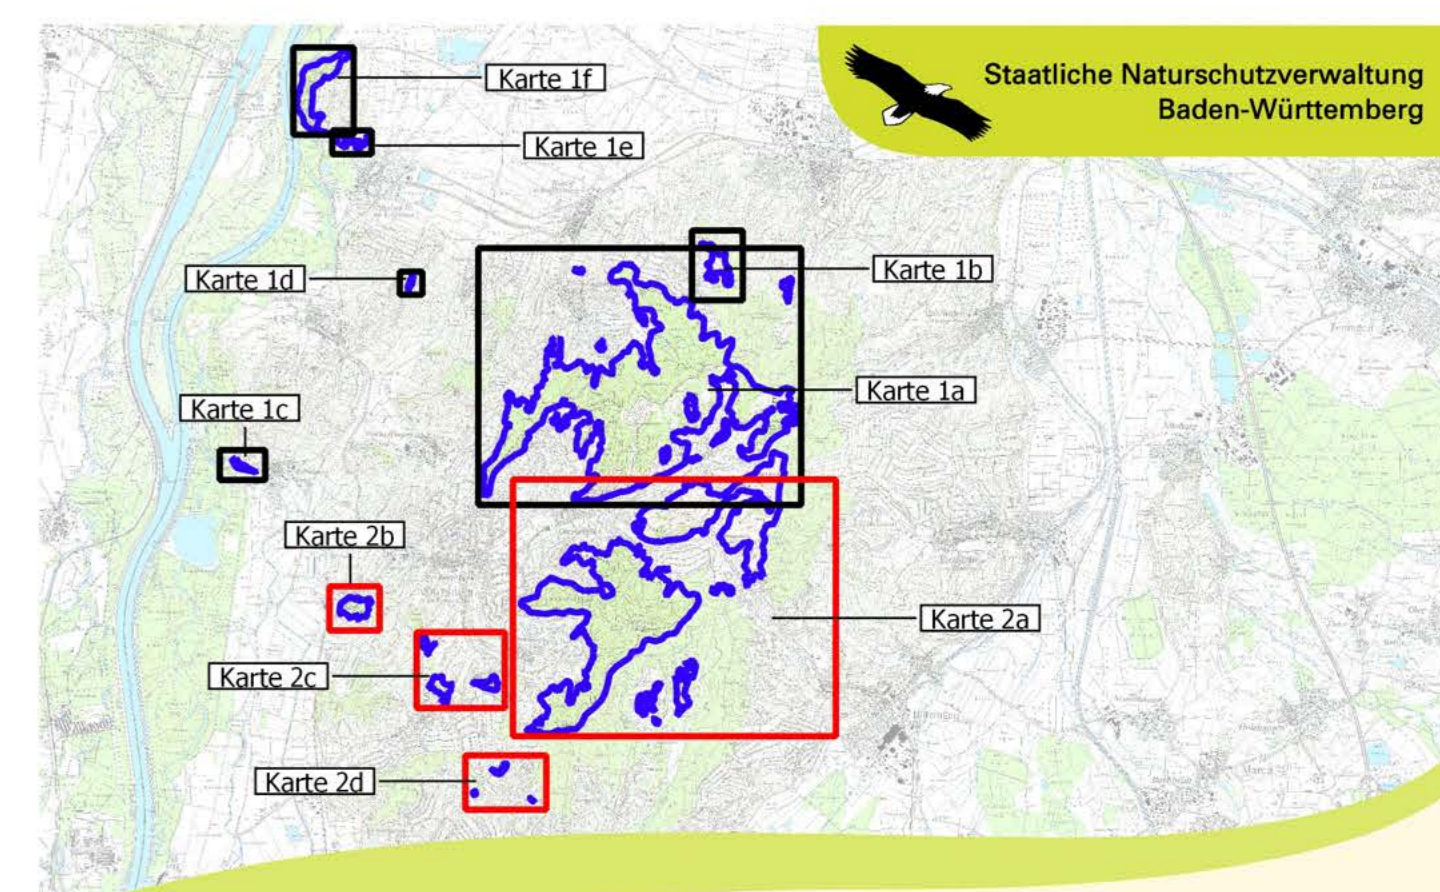 Karte 1f
Staatliche Naturschutzverwaltung
Baden-Württemberg
Karte 1e
Karte 1d
Karte 1b
Karte 1a
Karte 1c
Karte 2b
Karte 2a
Karte 2c
Karte 2d